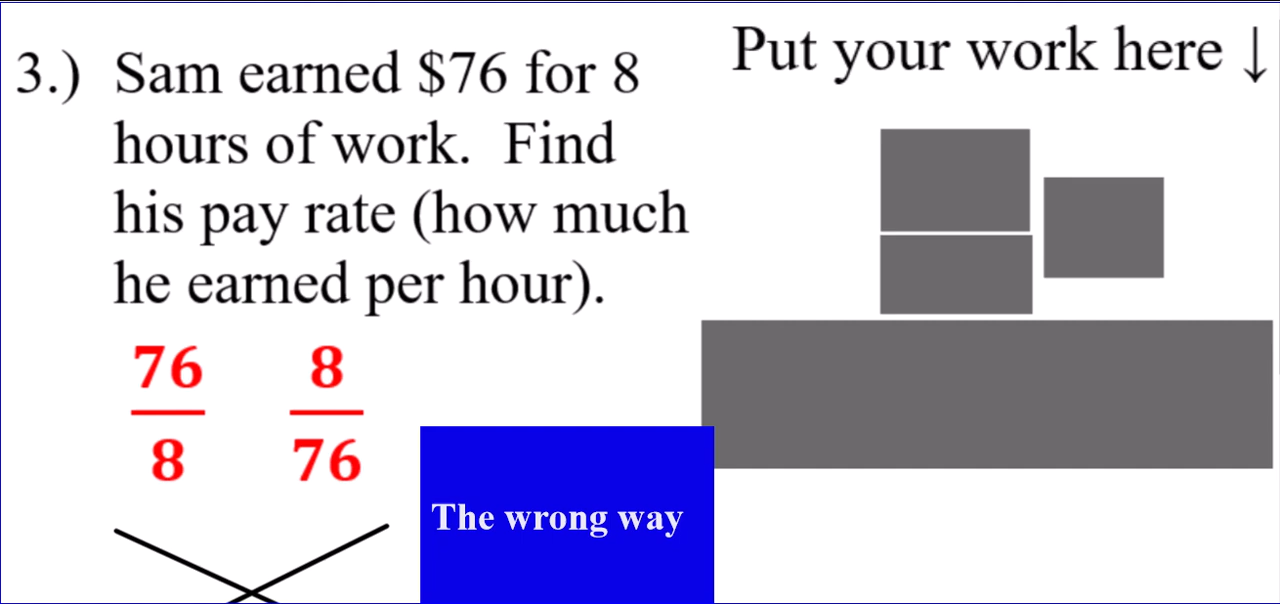 3.) Sam earned $76 for 8
hours of work. Find
his pay rate (how much
he earned per hour).
76 8
8 76
Put your work here ↓
The wrong way